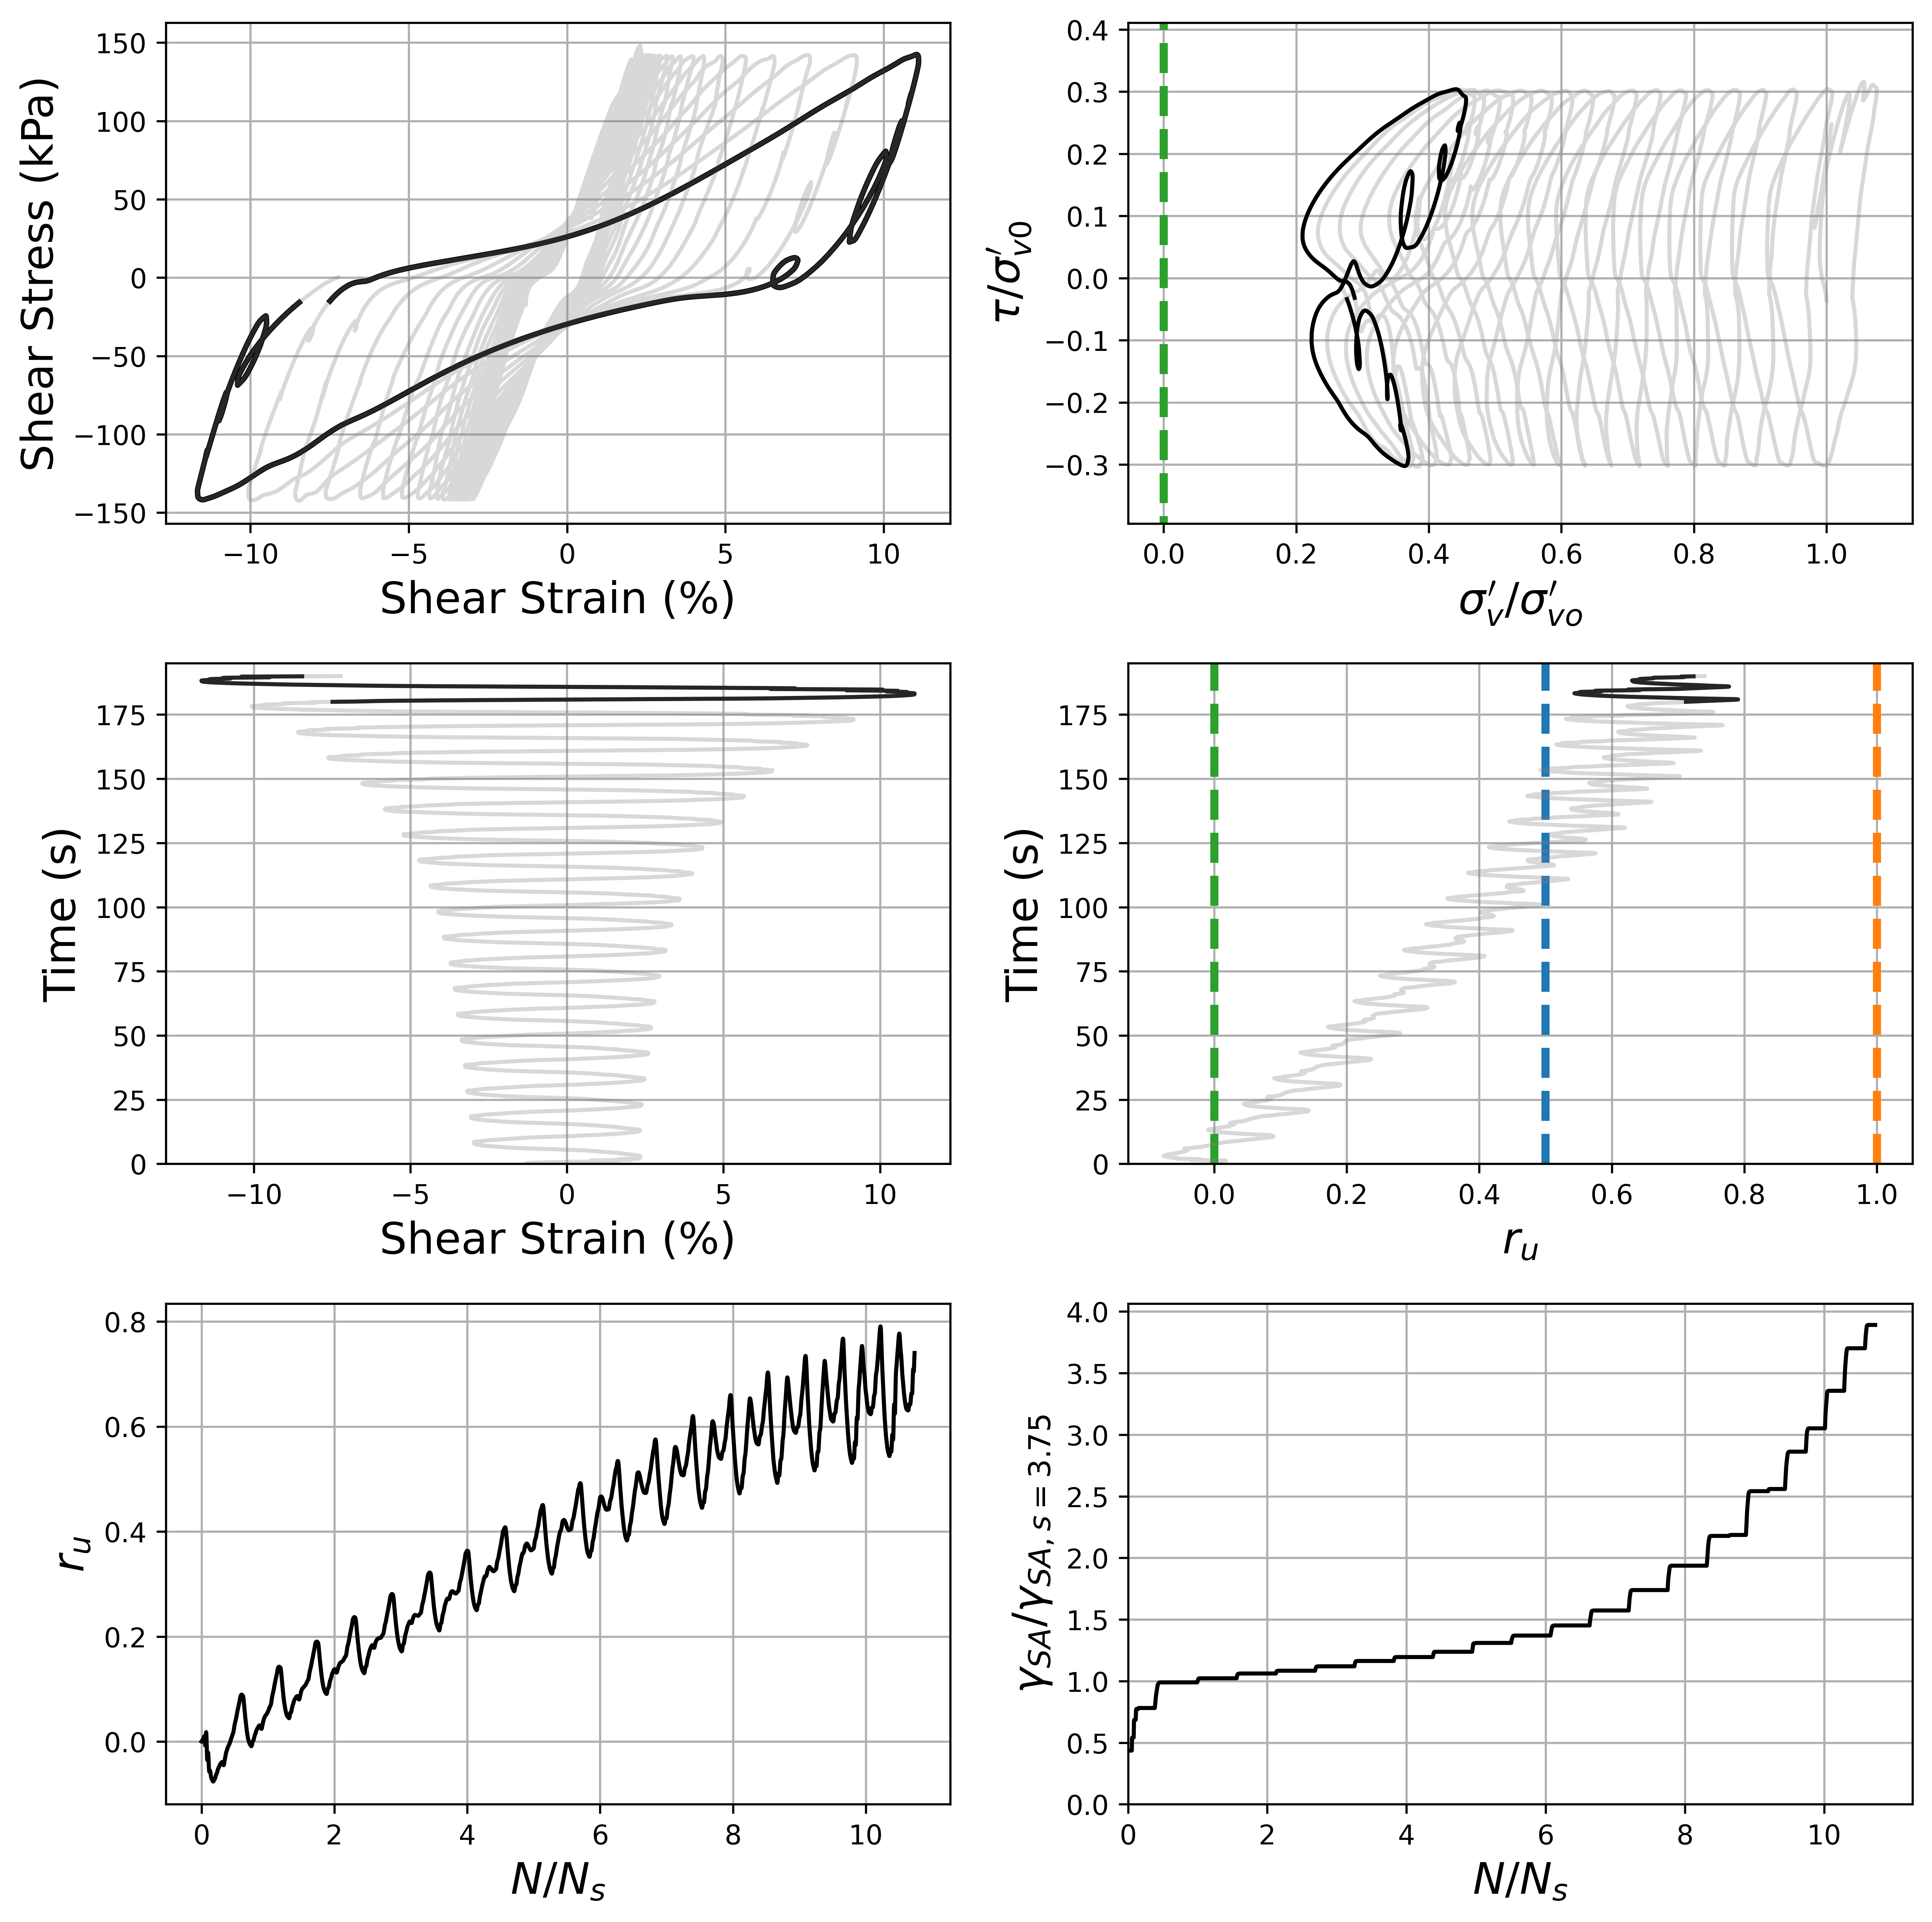 150
100
50
0
−50
−100
−150
Shear Stress (kPa)
−10 −5 0 5 10
Shear Strain (%)
0.4
0.3
0.2
0.1
0.0
−0.1
−0.2
−0.3
τ/σ′v0
0.0 0.2 0.4 0.6 0.8 1.0
σ′v/σ′vo
175
150
125
100
75
50
25
0
Time (s)
−10 −5 0 5 10
Shear Strain (%)
175
150
125
100
75
50
25
0
Time (s)
0.0 0.2 0.4 0.6 0.8 1.0
ru
0.8
0.6
0.4
0.2
0.0
ru
0 2 4 6 8 10
N/Ns
4.0
3.5
3.0
2.5
2.0
1.5
1.0
0.5
0.0
γSA/γSA, s = 3.75
0 2 4 6 8 10
N/Ns